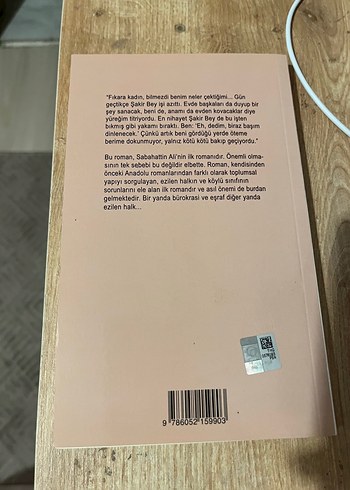 "Fıkara kadın, bilmezdi benim neler çektiğimi... Gün
geçtikçe Şakir Bey işi azıttı. Evde başkaları da duyup bir
şey sanacak, beni de, anamı da evden kovacaklar diye
yüreğim titriyordu. En nihayet Şakir Bey de bu işten
bıkmış gibi yakamı bıraktı. Ben: 'Eh, dedim, biraz başım
dinlenecek.' Çünkü artık beni gördüğü yerde öteme
berime dokunmuyor, yalnız kötü kötü bakıp geçiyordu."
Bu roman, Sabahattin Ali'nin ilk romanıdır. Önemli olma-
sının tek sebebi bu değildir elbette. Roman, kendisinden
önceki Anadolu romanlarından farklı olarak toplumsal
yapıyı sorgulayan, ezilen halkın ve köylü sınıfının
sorunlarını ele alan ilk romandır ve asıl önemi de burdan
gelmektedir. Bir yanda bürokrasi ve eşraf diğer yanda
ezilen halk...
9 786052 159903